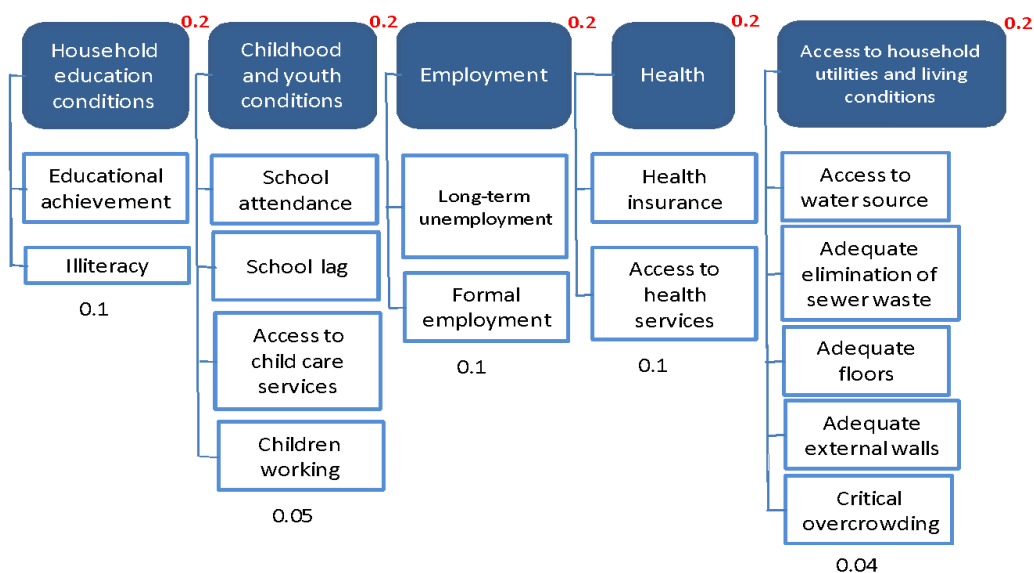 0.2
Household
education
conditions
Educational
achievement
Illiteracy
0.1
0.2
Childhood
and youth
conditions
School
attendance
School lag
Access to
child care
services
Children
working
0.05
0.2
Employment
Long-term
unemployment
Formal
employment
0.1
0.2
Health
Health
insurance
Access to
health
services
0.1
0.2
Access to household
utilities and living
conditions
Access to
water source
Adequate
elimination of
sewer waste
Adequate
floors
Adequate
external walls
Critical
overcrowding
0.04